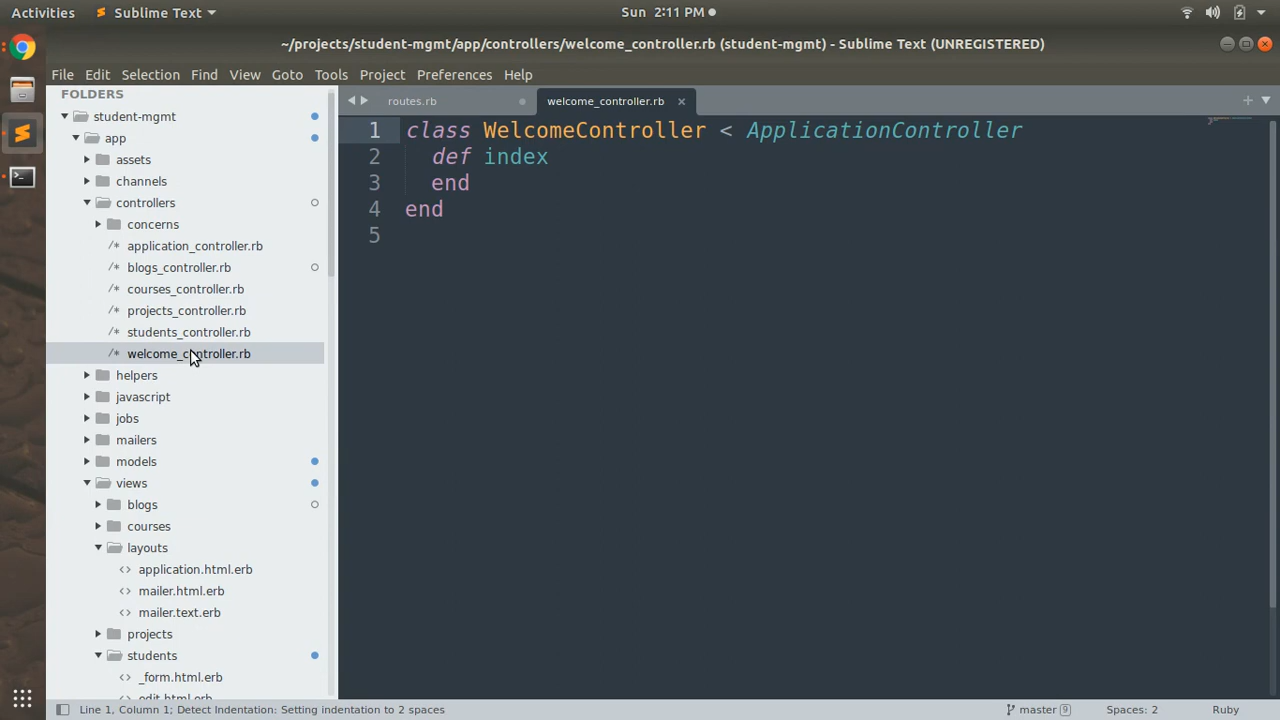 Activities Sublime Text Sun 2:11 PM
~/projects/student-mgmt/app/controllers/welcome_controller.rb (student-mgmt) - Sublime Text (UNREGISTERED)
File Edit Selection Find View Goto Tools Project Preferences Help
FOLDERS
student-mgmt
app
assets
channels
controllers
concerns
/* application_controller.rb
/* blogs_controller.rb
/* courses_controller.rb
/* projects_controller.rb
/* students_controller.rb
/* welcome_controller.rb
helpers
javascript
jobs
mailers
models
views
blogs
courses
layouts
<> application.html.erb
<> mailer.html.erb
<> mailer.text.erb
projects
students
<> _form.html.erb
edit.html.erb
routes.rb welcome_controller.rb
1 class WelcomeController < ApplicationController
2 def index
3 end
4 end
5
Line 1, Column 1; Detect Indentation: Setting indentation to 2 spaces master 9 Spaces: 2 Ruby